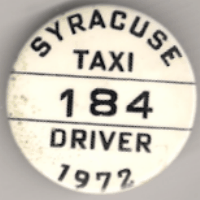 SYRACUSE
TAXI
184
DRIVER
1972